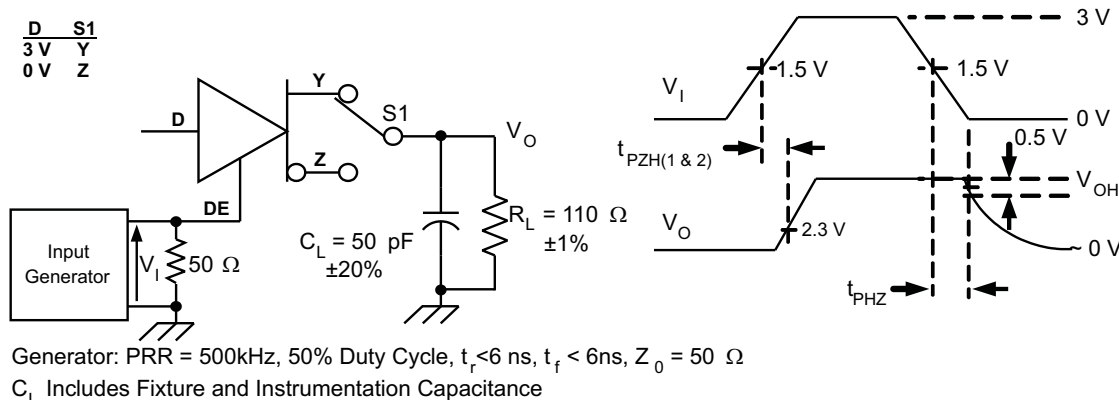 D S1
3 V Y
0 V Z
D
Y
Z
S1
DE
V_O
Input
Generator
V_I
50 Ω
C_L = 50 pF
±20%
R_L = 110 Ω
±1%
3 V
1.5 V
1.5 V
V_I
0 V
0.5 V
t_PZH(1 & 2)
V_OH
V_O
2.3 V
~ 0 V
t_PHZ
Generator: PRR = 500kHz, 50% Duty Cycle, t_r<6 ns, t_f < 6ns, Z_0 = 50 Ω
C_L Includes Fixture and Instrumentation Capacitance